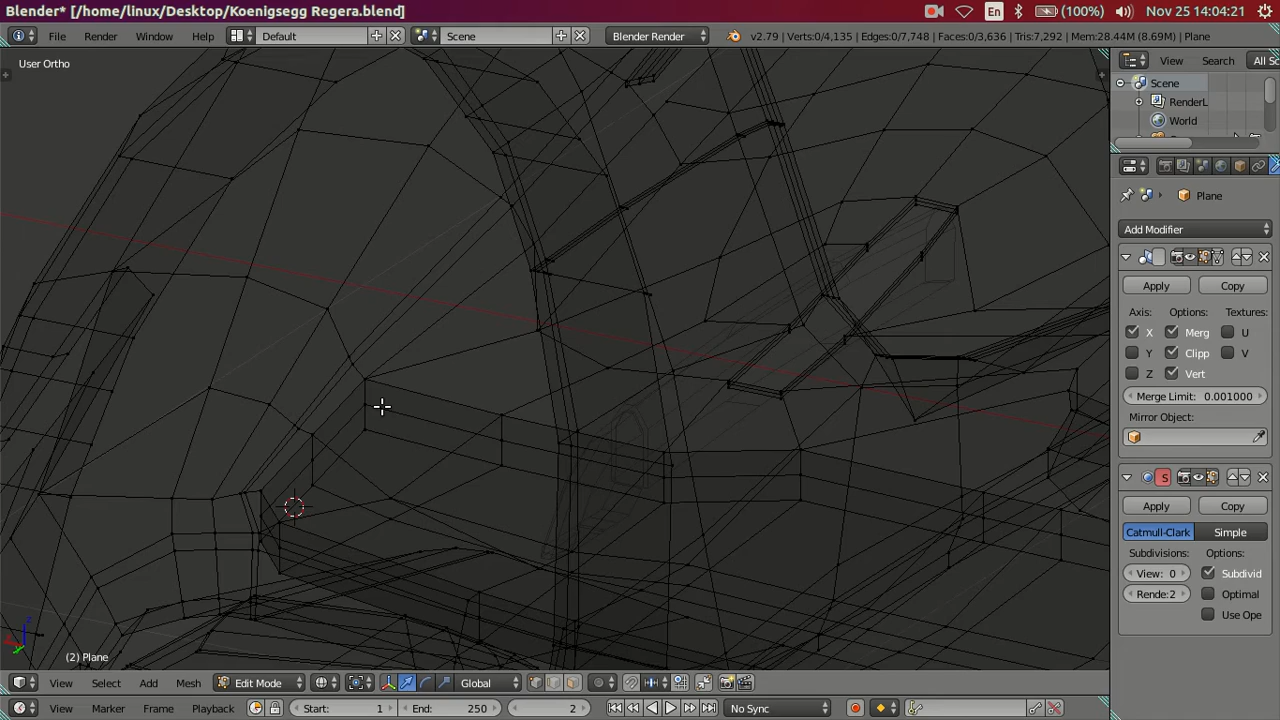 Blender* [/home/linux/Desktop/Koenigsegg Regera.blend] En (100%) Nov 25 14:04:21
File Render Window Help Default Scene Blender Render v2.79 | Verts:0/4,135 | Edges:0/7,748 | Faces:0/3,636 | Tris:7,292 | Mem:28.44M (8.69M) | Plane
User Ortho
View Search All Sc
Scene
RenderL
World
Plane
Add Modifier
Apply Copy
Axis: Options: Textures:
X Merg U
Y Clipp V
Z Vert
Merge Limit: 0.001000
Mirror Object:
S
Apply Copy
Catmull-Clark Simple
Subdivisions: Options:
View: 0 Subdivid
Rende: 2 Optimal
Use Ope
z
(2) Plane
View Select Add Mesh Edit Mode Global
View Marker Frame Playback Start: 1 End: 250 2 No Sync